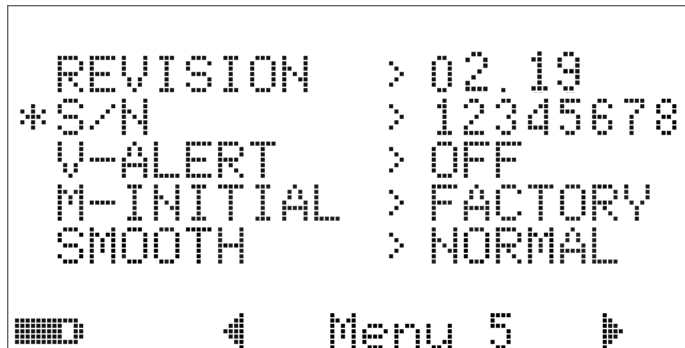 REVISION > 02.19
*S/N > 12345678
V-ALERT > OFF
M-INITIAL > FACTORY
SMOOTH > NORMAL
◀ Menu 5 ▶